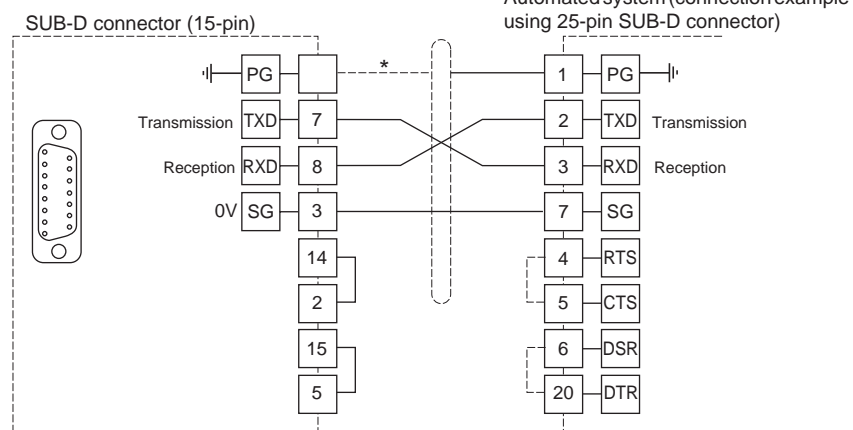 Automated system (connection example
using 25-pin SUB-D connector)
SUB-D connector (15-pin)
PG * 1 PG
Transmission TXD 7 2 TXD Transmission
Reception RXD 8 3 RXD Reception
0V SG 3 7 SG
14 4 RTS
2 5 CTS
15 6 DSR
5 20 DTR